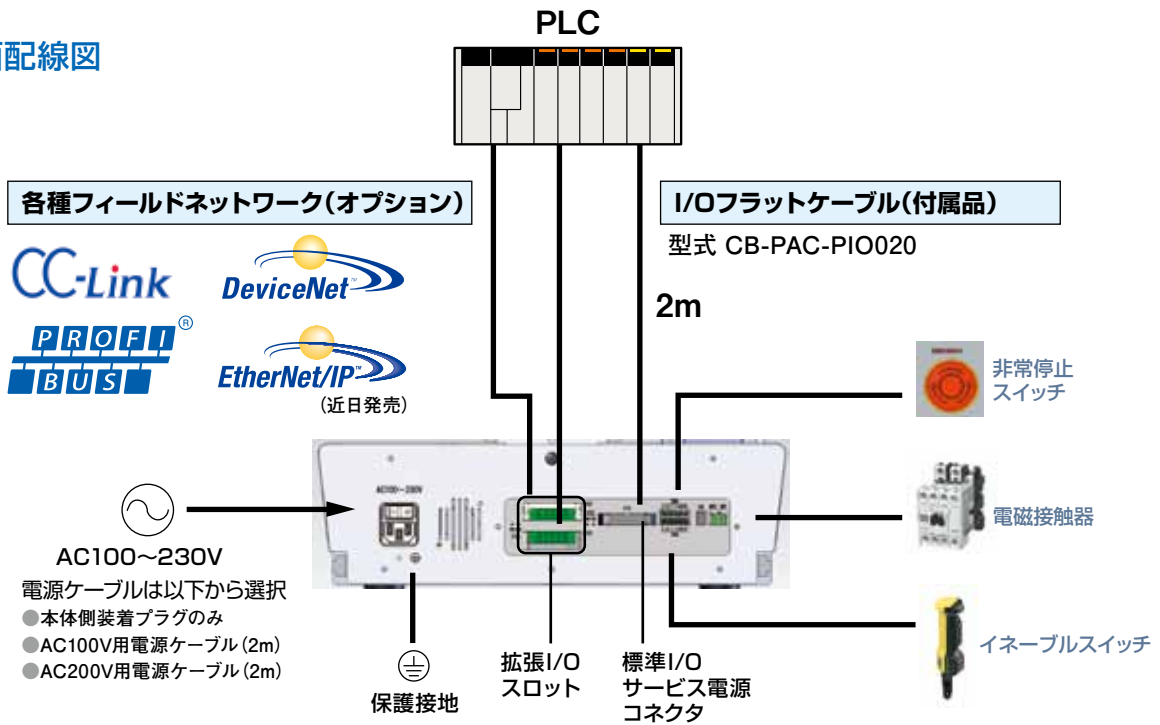 PLC
配線図
各種フィールドネットワーク(オプション)
I/Oフラットケーブル(付属品)
型式 CB-PAC-PIO020
CC-Link
DeviceNet™
2m
PROFI®
BUS
EtherNet/IP™
(近日発売)
非常停止
スイッチ
AC100~230V
電磁接触器
AC100~230V
電源ケーブルは以下から選択
●本体側装着プラグのみ
●AC100V用電源ケーブル(2m)
●AC200V用電源ケーブル(2m)
イネーブルスイッチ
保護接地
拡張I/O
スロット
標準I/O
サービス電源
コネクタ